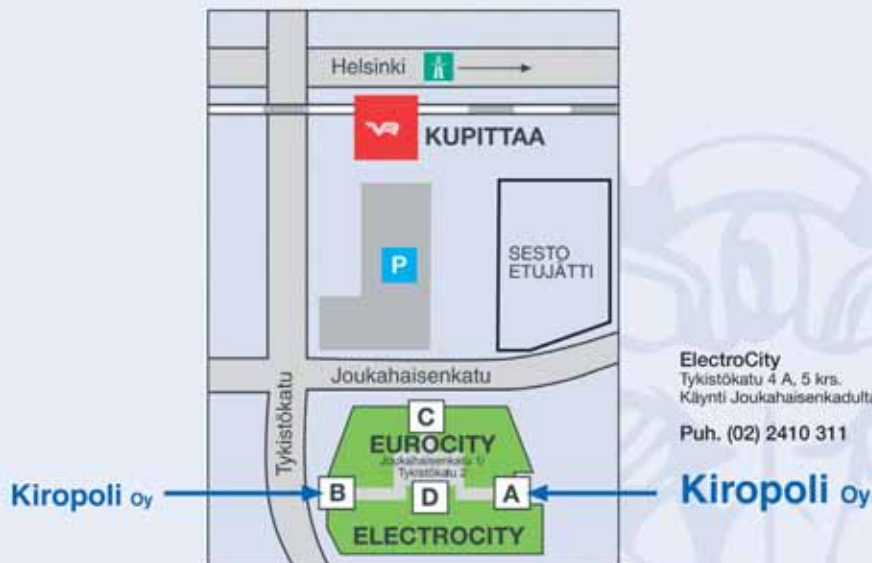 Helsinki
VR
KUPITTAA
P
SESTO
ETUJÄTTI
Joukahaisenkatu
Tykistökatu
C
EUROCITY
Joukahaisenkatu 1/
Tykistökatu 2
B
D
A
ELECTROCITY
Kiropoli Oy
ElectroCity
Tykistökatu 4 A, 5 krs.
Käynti Joukahaisenkadulta
Puh. (02) 2410 311
Kiropoli Oy